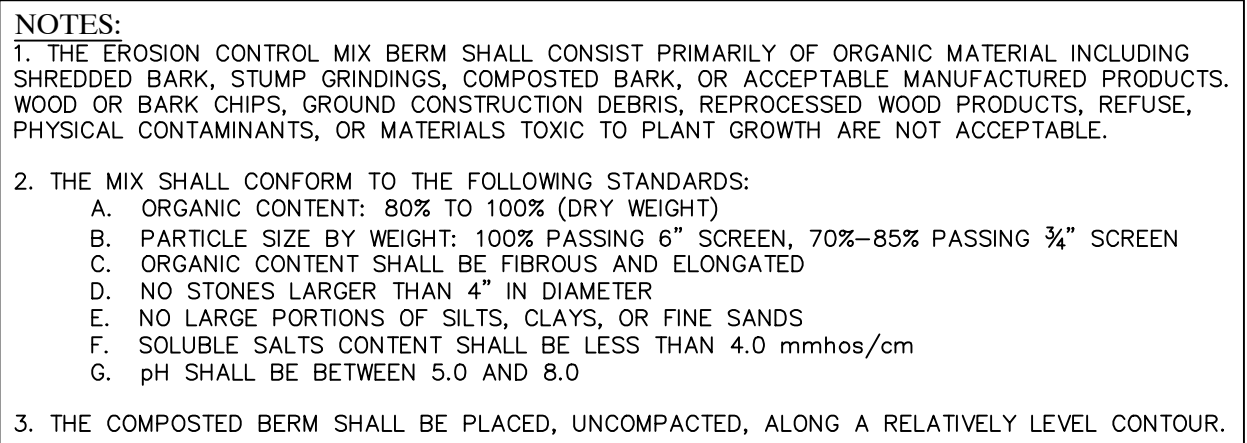 NOTES:
1. THE EROSION CONTROL MIX BERM SHALL CONSIST PRIMARILY OF ORGANIC MATERIAL INCLUDING
SHREDDED BARK, STUMP GRINDINGS, COMPOSTED BARK, OR ACCEPTABLE MANUFACTURED PRODUCTS.
WOOD OR BARK CHIPS, GROUND CONSTRUCTION DEBRIS, REPROCESSED WOOD PRODUCTS, REFUSE,
PHYSICAL CONTAMINANTS, OR MATERIALS TOXIC TO PLANT GROWTH ARE NOT ACCEPTABLE.
2. THE MIX SHALL CONFORM TO THE FOLLOWING STANDARDS:
A. ORGANIC CONTENT: 80% TO 100% (DRY WEIGHT)
B. PARTICLE SIZE BY WEIGHT: 100% PASSING 6” SCREEN, 70%–85% PASSING ¾” SCREEN
C. ORGANIC CONTENT SHALL BE FIBROUS AND ELONGATED
D. NO STONES LARGER THAN 4” IN DIAMETER
E. NO LARGE PORTIONS OF SILTS, CLAYS, OR FINE SANDS
F. SOLUBLE SALTS CONTENT SHALL BE LESS THAN 4.0 mmhos/cm
G. pH SHALL BE BETWEEN 5.0 AND 8.0
3. THE COMPOSTED BERM SHALL BE PLACED, UNCOMPACTED, ALONG A RELATIVELY LEVEL CONTOUR.